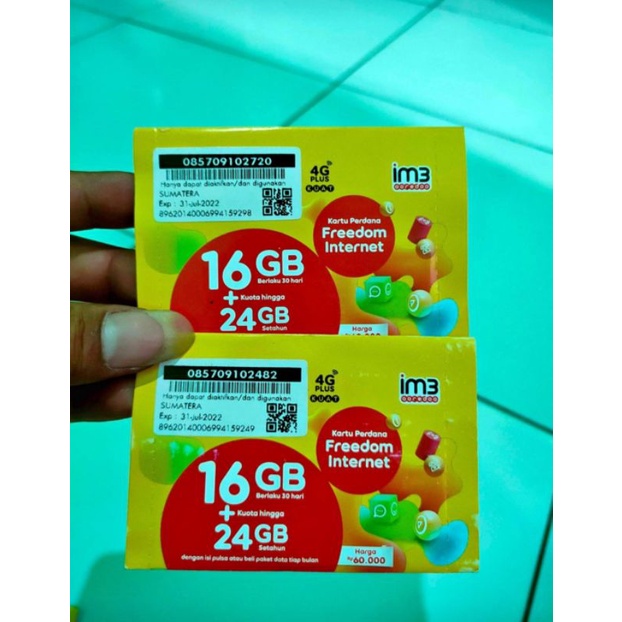 085709102720
Hanya dapat diaktifkan/dan digunakan
SUMATERA
Exp : 31-Jul-2022
89620140006994159298
4G
PLUS
KUAT
im3
ooredoo
Kartu Perdana
Freedom
Internet
16 GB
Berlaku 30 hari
+ Kuota hingga
24 GB
Setahun
Harga
085709102482
Hanya dapat diaktifkan/dan digunakan
SUMATERA
Exp : 31-Jul-2022
89620140006994159249
4G
PLUS
KUAT
im3
ooredoo
Kartu Perdana
Freedom
Internet
16 GB
Berlaku 30 hari
+ Kuota hingga
24 GB
Setahun
dengan isi pulsa atau beli paket data tiap bulan
Harga
Rp60.000